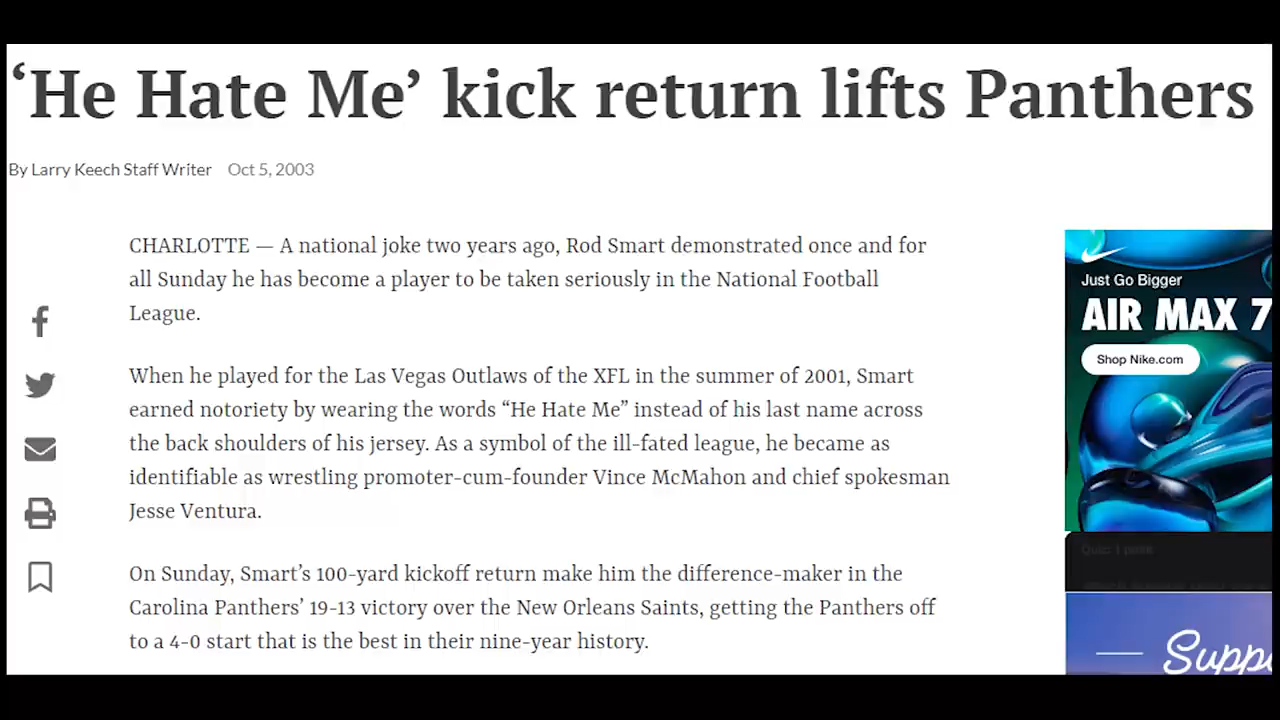 ‘He Hate Me’ kick return lifts Panthers
By Larry Keech Staff Writer Oct 5, 2003
CHARLOTTE — A national joke two years ago, Rod Smart demonstrated once and for
all Sunday he has become a player to be taken seriously in the National Football
League.
When he played for the Las Vegas Outlaws of the XFL in the summer of 2001, Smart
earned notoriety by wearing the words “He Hate Me” instead of his last name across
the back shoulders of his jersey. As a symbol of the ill-fated league, he became as
identifiable as wrestling promoter-cum-founder Vince McMahon and chief spokesman
Jesse Ventura.
On Sunday, Smart’s 100-yard kickoff return make him the difference-maker in the
Carolina Panthers’ 19-13 victory over the New Orleans Saints, getting the Panthers off
to a 4-0 start that is the best in their nine-year history.
Just Go Bigger
AIR MAX 7
Shop Nike.com
Suppo